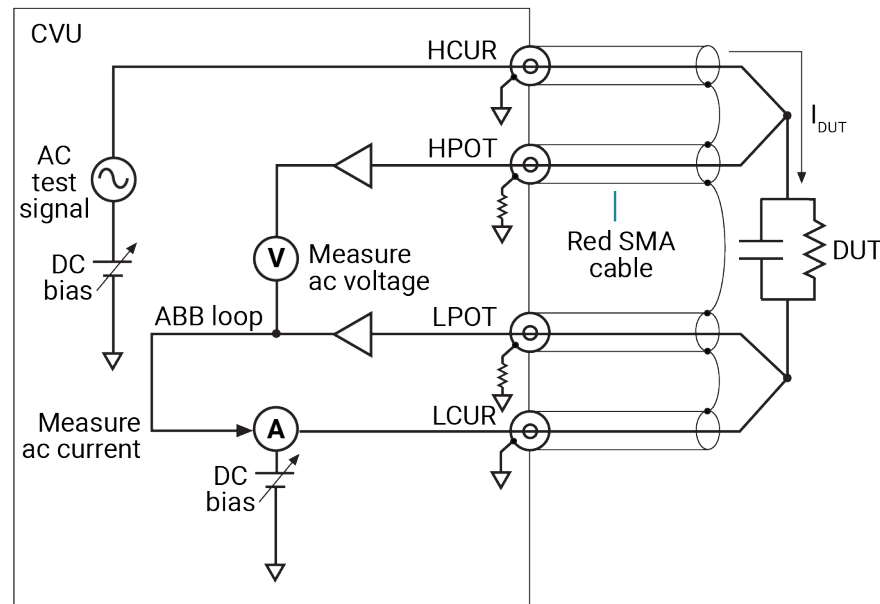 CVU
HCUR
I DUT
HPOT
AC
test
signal
Red SMA
cable
V
Measure
ac voltage
DUT
DC
bias
ABB loop
LPOT
Measure
ac current
A
LCUR
DC
bias